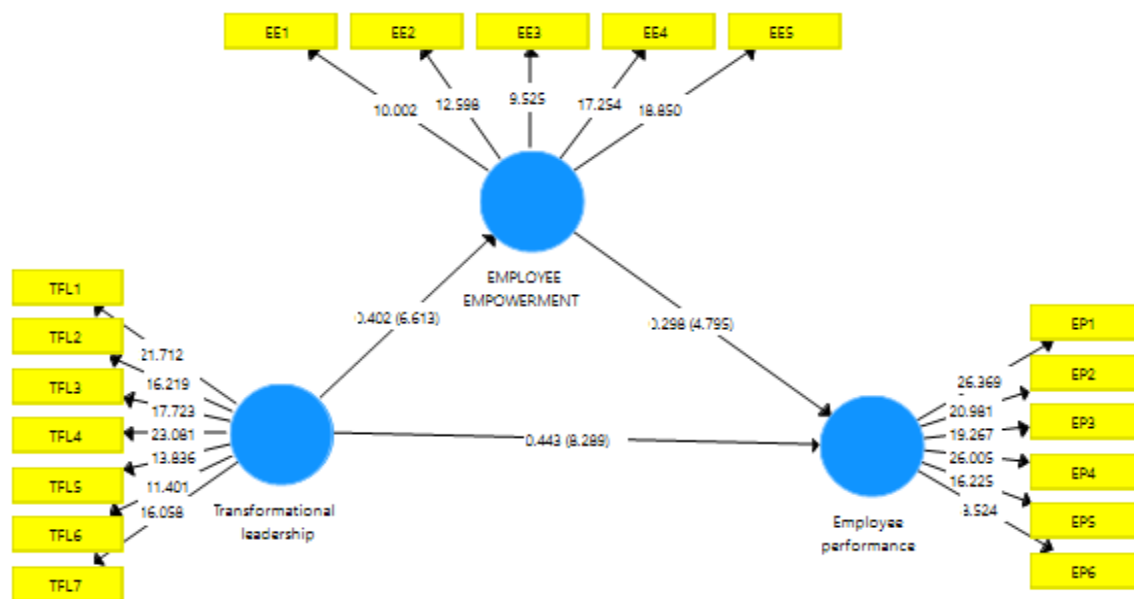 EE1
EE2
EE3
EE4
EE5
10.002
12.598
9.525
17.254
18.850
EMPLOYEE
EMPOWERMENT
0.402 (6.613)
0.298 (4.795)
0.443 (8.289)
TFL1
TFL2
TFL3
TFL4
TFL5
TFL6
TFL7
21.712
16.219
17.723
23.081
13.836
11.401
16.058
Transformational
leadership
EP1
EP2
EP3
EP4
EP5
EP6
26.369
20.981
19.267
26.005
16.225
Employee
performance